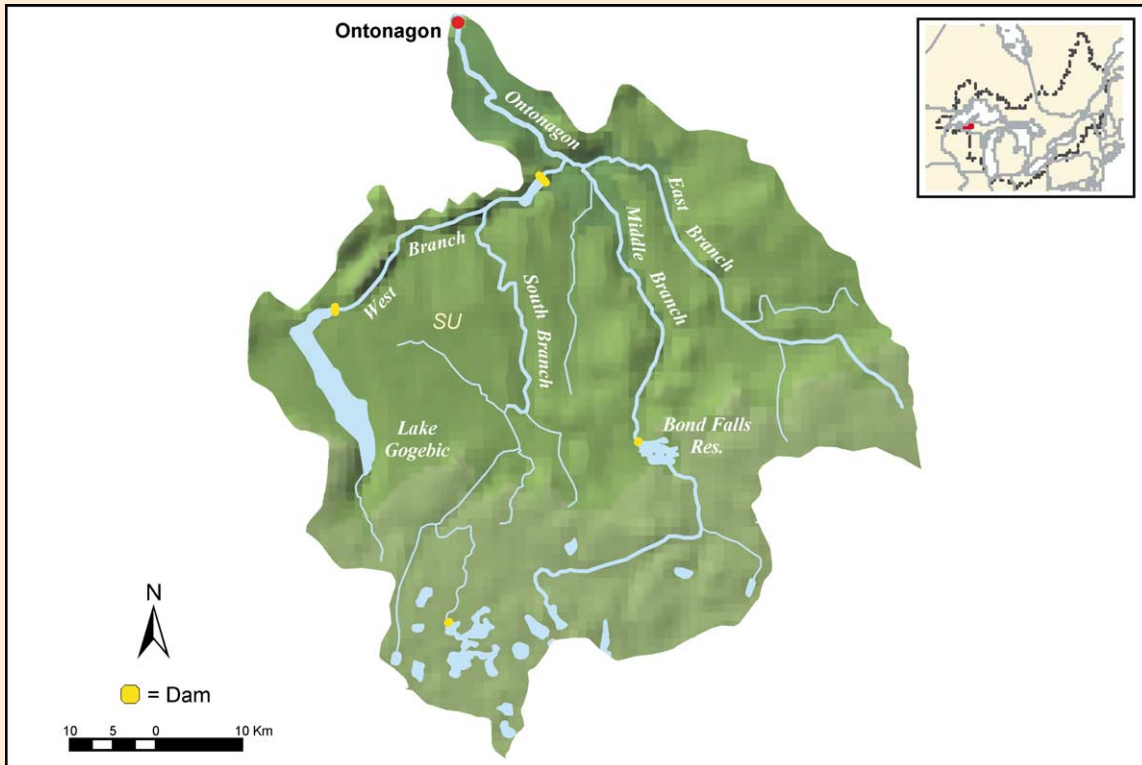 Ontonagon
Ontonagon
East
Branch
Middle
Branch
Branch
West
South
Branch
SU
Lake
Gogebic
Bond Falls
Res.
N
= Dam
10 5 0 10 Km